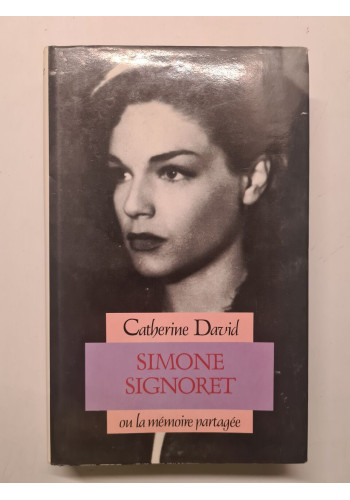 Catherine David
SIMONE
SIGNORET
ou la mémoire partagée